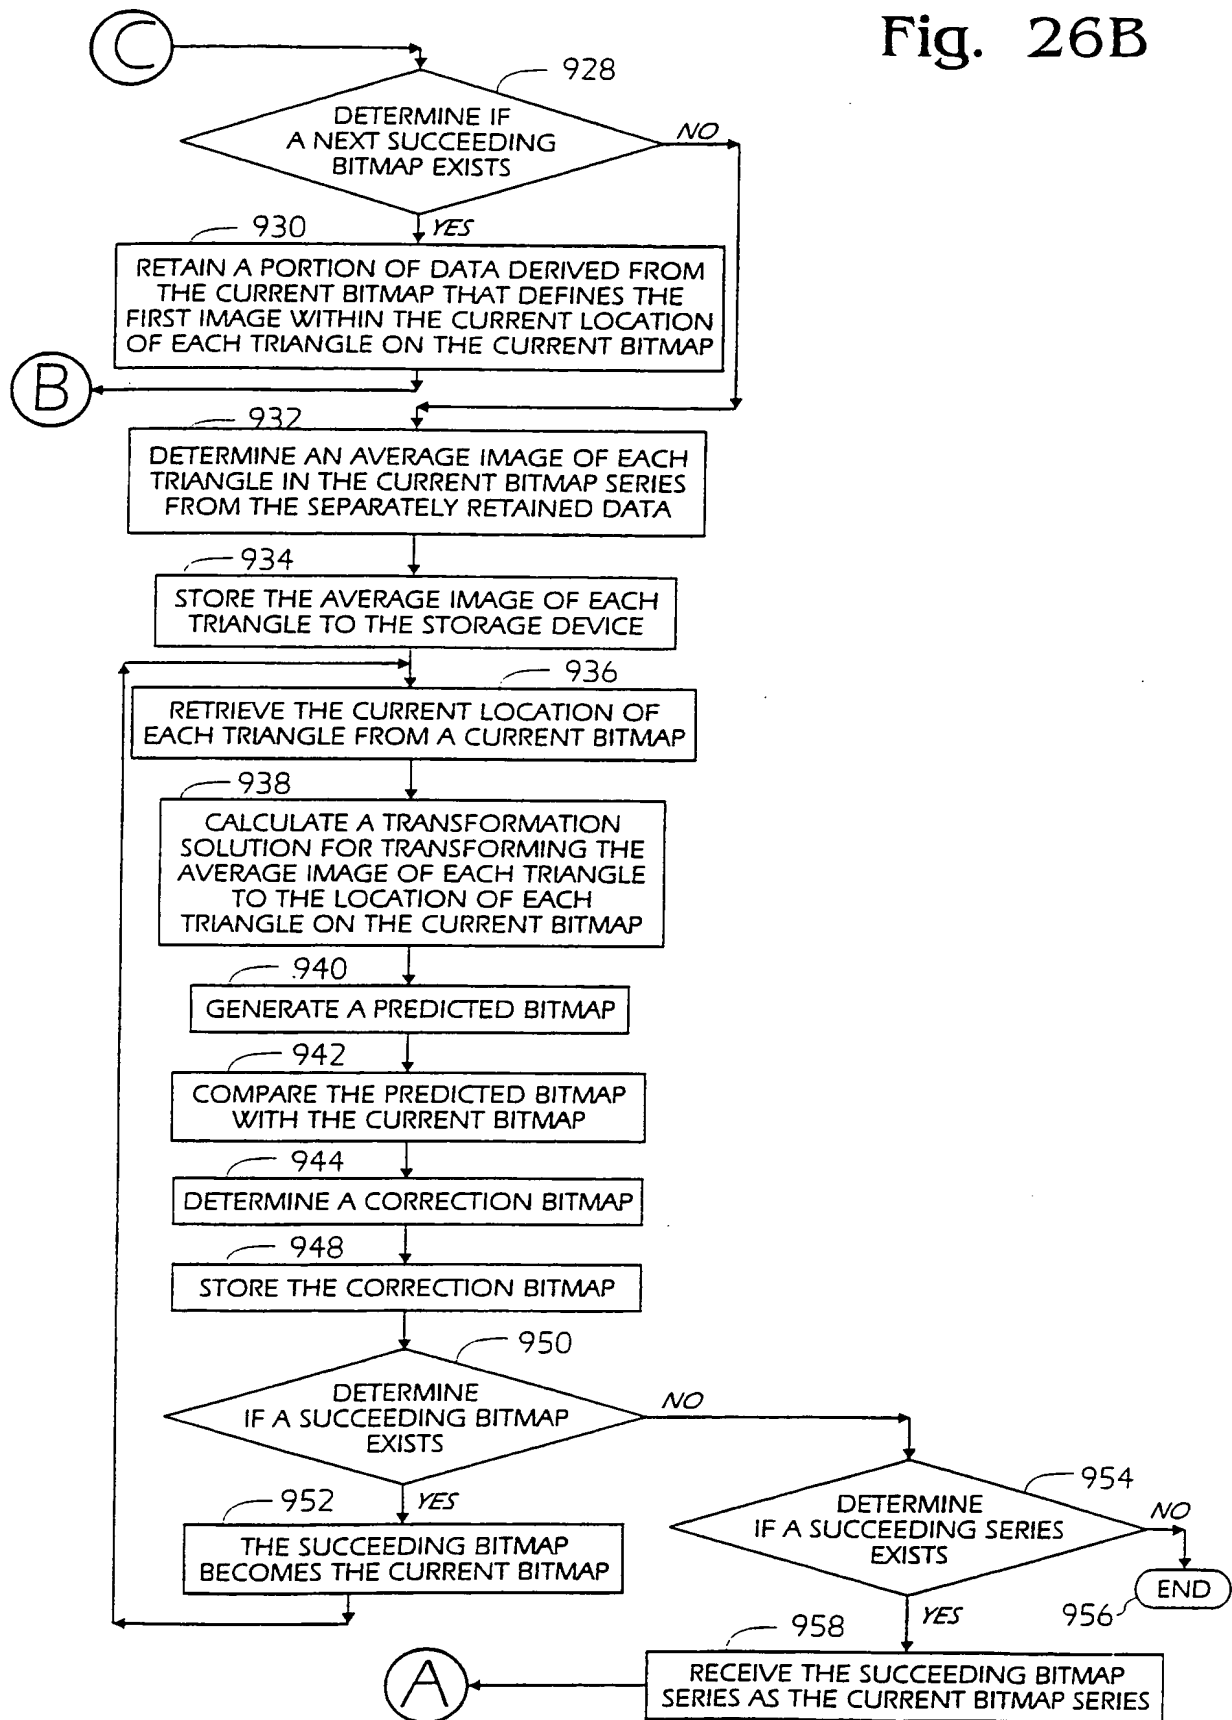 Fig. 26B
C
928
DETERMINE IF
A NEXT SUCCEEDING
BITMAP EXISTS
NO
YES
930
RETAIN A PORTION OF DATA DERIVED FROM
THE CURRENT BITMAP THAT DEFINES THE
FIRST IMAGE WITHIN THE CURRENT LOCATION
OF EACH TRIANGLE ON THE CURRENT BITMAP
B
932
DETERMINE AN AVERAGE IMAGE OF EACH
TRIANGLE IN THE CURRENT BITMAP SERIES
FROM THE SEPARATELY RETAINED DATA
934
STORE THE AVERAGE IMAGE OF EACH
TRIANGLE TO THE STORAGE DEVICE
936
RETRIEVE THE CURRENT LOCATION OF
EACH TRIANGLE FROM A CURRENT BITMAP
938
CALCULATE A TRANSFORMATION
SOLUTION FOR TRANSFORMING THE
AVERAGE IMAGE OF EACH TRIANGLE
TO THE LOCATION OF EACH
TRIANGLE ON THE CURRENT BITMAP
940
GENERATE A PREDICTED BITMAP
942
COMPARE THE PREDICTED BITMAP
WITH THE CURRENT BITMAP
944
DETERMINE A CORRECTION BITMAP
948
STORE THE CORRECTION BITMAP
950
DETERMINE
IF A SUCCEEDING BITMAP
EXISTS
NO
YES
952
THE SUCCEEDING BITMAP
BECOMES THE CURRENT BITMAP
954
DETERMINE
IF A SUCCEEDING SERIES
EXISTS
NO
END
956
YES
958
RECEIVE THE SUCCEEDING BITMAP
SERIES AS THE CURRENT BITMAP SERIES
A